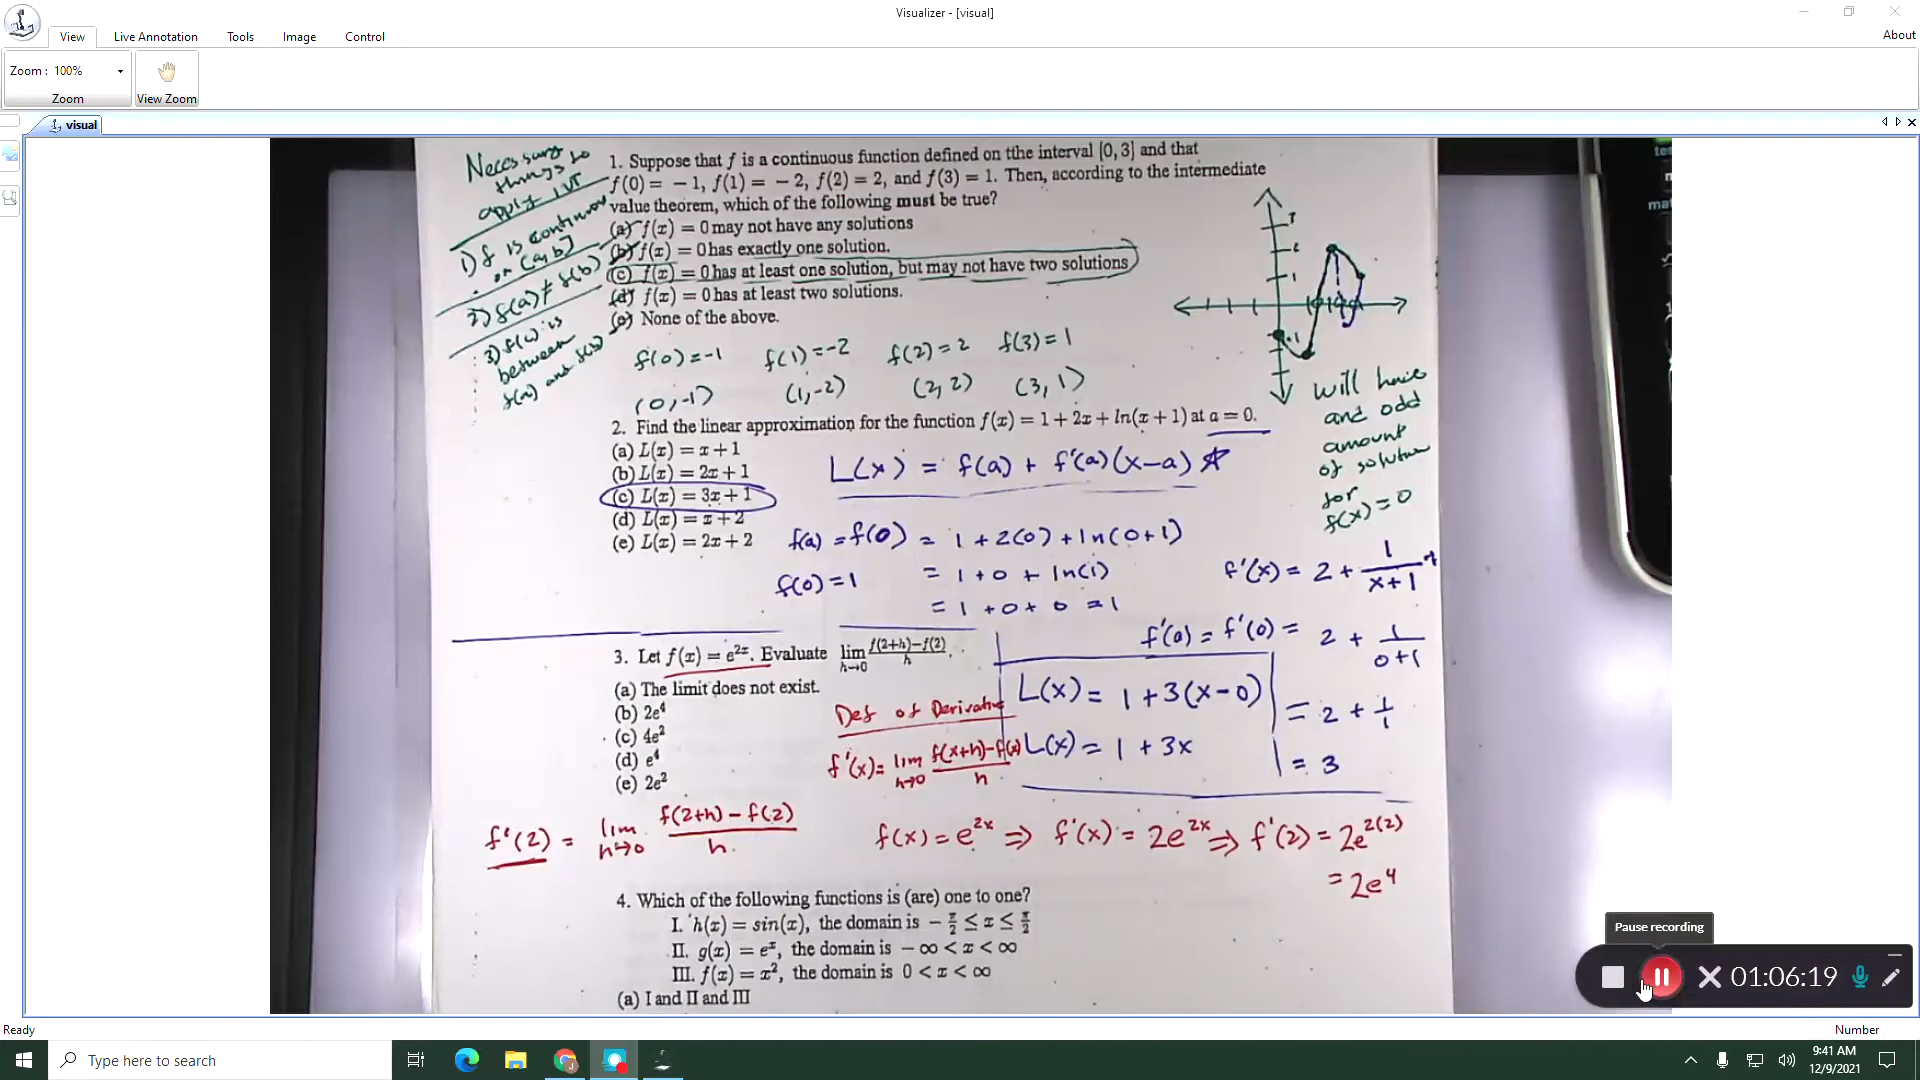 Visualizer - [visual]
View Live Annotation Tools Image Control About
Zoom : 100%
Zoom View Zoom
visual
Necessary
things to
apply IVT
1) f is continuous
on [a,b]
2) f(a) ≠ f(b)
3) f(c) is
between
f(a) and f(b)
1. Suppose that f is a continuous function defined on tthe interval [0, 3] and that
f(0) = − 1, f(1) = − 2, f(2) = 2, and f(3) = 1. Then, according to the intermediate
value theorem, which of the following must be true?
(a) f(x) = 0 may not have any solutions
(b) f(x) = 0 has exactly one solution.
(c) f(x) = 0 has at least one solution, but may not have two solutions
(d) f(x) = 0 has at least two solutions.
(e) None of the above.
f(0) = -1 f(1) = -2 f(2) = 2 f(3) = 1
(0,-1) (1,-2) (2,2) (3,1)
will have
and odd
amount
of solution
for
f(x) = 0
2. Find the linear approximation for the function f(x) = 1 + 2x + ln(x + 1) at a = 0.
(a) L(x) = x + 1
(b) L(x) = 2x + 1
(c) L(x) = 3x + 1
(d) L(x) = x + 2
(e) L(x) = 2x + 2
L(x) = f(a) + f'(a)(x-a)
f(a) = f(0) = 1 + 2(0) + ln(0+1)
f(0) = 1 = 1 + 0 + ln(1)
= 1 + 0 + 0 = 1
f'(x) = 2 + 1/(x+1)
f'(a) = f'(0) = 2 + 1/(0+1)
= 2 + 1/1
= 3
L(x) = 1 + 3(x-0)
L(x) = 1 + 3x
3. Let f(x) = e^{2x}. Evaluate lim h→0 f(2+h)−f(2)/h.
(a) The limit does not exist.
(b) 2e⁴
(c) 4e²
(d) e⁴
(e) 2e²
Def of Derivative
f'(x) = lim h→0 f(x+h)-f(x)/h
f'(2) = lim h→0 f(2+h) - f(2)/h
f(x) = e^{2x} ⇒ f'(x) = 2e^{2x} ⇒ f'(2) = 2e^{2(2)}
= 2e⁴
4. Which of the following functions is (are) one to one?
I. h(x) = sin(x), the domain is − π/2 ≤ x ≤ π/2
II. g(x) = eˣ, the domain is − ∞ < x < ∞
III. f(x) = x², the domain is 0 < x < ∞
(a) I and II and III
Pause recording
01:06:19
Ready Number
Type here to search
9:41 AM
12/9/2021